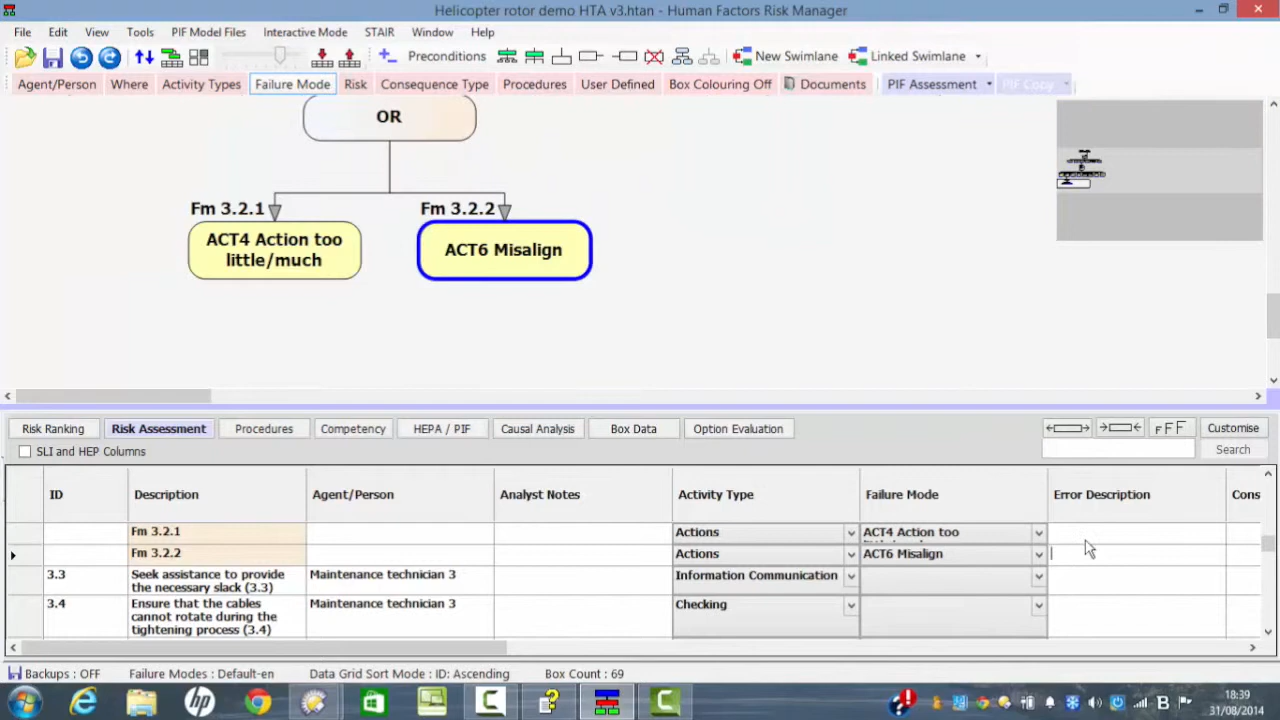 Helicopter rotor demo HTA v3.htan - Human Factors Risk Manager
File Edit View Tools PIF Model Files Interactive Mode STAIR Window Help
Preconditions New Swimlane Linked Swimlane
Agent/Person Where Activity Types Failure Mode Risk Consequence Type Procedures User Defined Box Colouring Off Documents PIF Assessment PIF Copy
OR
Fm 3.2.1 Fm 3.2.2
ACT4 Action too
little/much
ACT6 Misalign
Risk Ranking Risk Assessment Procedures Competency HEPA / PIF Causal Analysis Box Data Option Evaluation FFF Customise
SLI and HEP Columns Search
ID Description Agent/Person Analyst Notes Activity Type Failure Mode Error Description Cons
Fm 3.2.1 Actions ACT4 Action too
Fm 3.2.2 Actions ACT6 Misalign
3.3 Seek assistance to provide Maintenance technician 3 Information Communication
the necessary slack (3.3)
3.4 Ensure that the cables Maintenance technician 3 Checking
cannot rotate during the
tightening process (3.4)
Backups : OFF Failure Modes : Default-en Data Grid Sort Mode : ID: Ascending Box Count : 69
18:39
31/08/2014